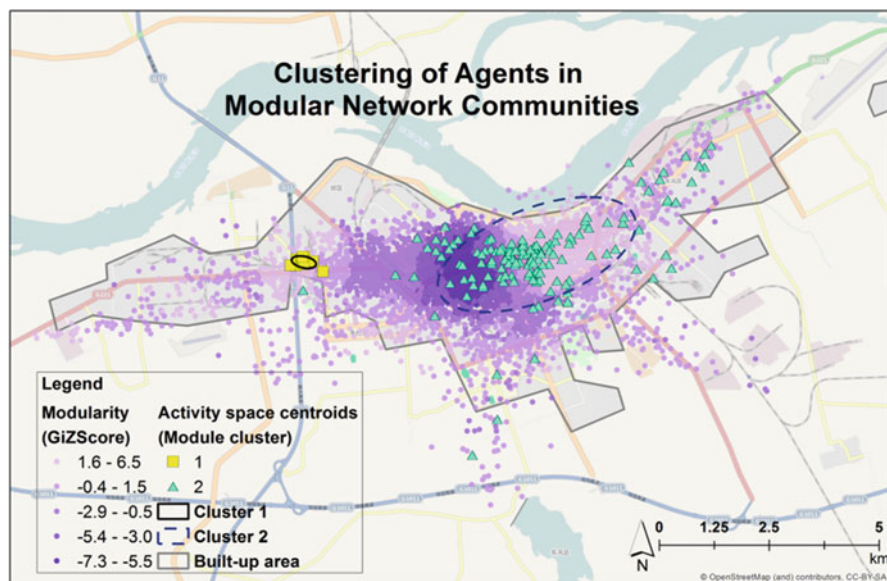 Clustering of Agents in
Modular Network Communities
Legend
Modularity
(GiZScore)
Activity space centroids
(Module cluster)
1.6 - 6.5
1
-0.4 - 1.5
2
-2.9 - -0.5
Cluster 1
-5.4 - -3.0
Cluster 2
-7.3 - -5.5
Built-up area
N
0 1.25 2.5 5
km
© OpenStreetMap (and) contributors, CC-BY-SA